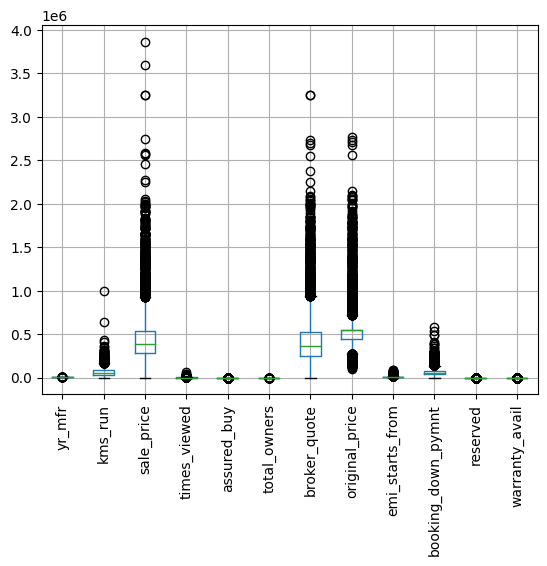 1e6
4.0
3.5
3.0
2.5
2.0
1.5
1.0
0.5
0.0
yr_mfr
kms_run
sale_price
times_viewed
assured_buy
total_owners
broker_quote
original_price
emi_starts_from
booking_down_pymnt
reserved
warranty_avail